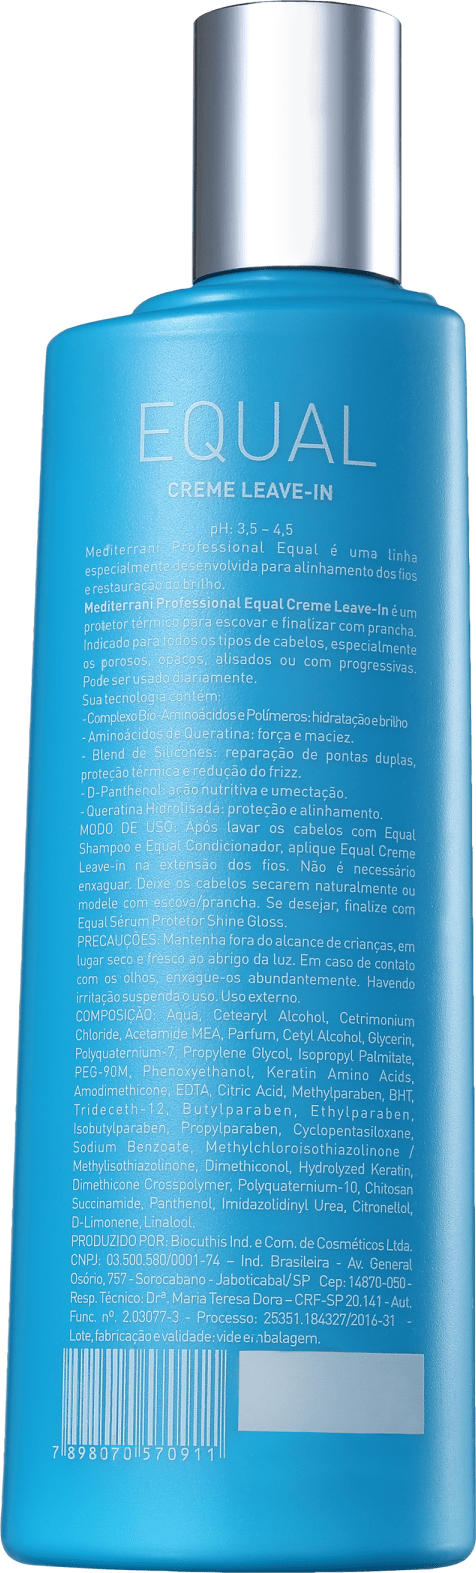 EQUAL
CREME LEAVE-IN
pH: 3,5 – 4,5
Mediterrani Professional Equal é uma linha
especialmente desenvolvida para alinhamento dos fios
e restauração do brilho.
Mediterrani Professional Equal Creme Leave-In é um
protetor térmico para escovar e finalizar com prancha.
Indicado para todos os tipos de cabelos, especialmente
os porosos, opacos, alisados ou com progressivas.
Pode ser usado diariamente.
Sua tecnologia contém:
- Complexo Bio-Aminoácidos e Polímeros: hidratação e brilho
- Aminoácidos de Queratina: força e maciez.
- Blend de Silicones: reparação de pontas duplas,
proteção térmica e redução do frizz.
- D-Panthenol: ação nutritiva e umectação.
- Queratina Hidrolisada: proteção e alinhamento.
MODO DE USO: Após lavar os cabelos com Equal
Shampoo e Equal Condicionador, aplique Equal Creme
Leave-in na extensão dos fios. Não é necessário
enxaguar. Deixe os cabelos secarem naturalmente ou
modele com escova/prancha. Se desejar, finalize com
Equal Sérum Protetor Shine Gloss.
PRECAUÇÕES: Mantenha fora do alcance de crianças, em
lugar seco e fresco ao abrigo da luz. Em caso de contato
com os olhos, enxague-os abundantemente. Havendo
irritação suspenda o uso. Uso externo.
COMPOSIÇÃO: Aqua, Cetearyl Alcohol, Cetrimonium
Chloride, Acetamide MEA, Parfum, Cetyl Alcohol, Glycerin,
Polyquaternium-7, Propylene Glycol, Isopropyl Palmitate,
PEG-90M, Phenoxyethanol, Keratin Amino Acids,
Amodimethicone, EDTA, Citric Acid, Methylparaben, BHT,
Trideceth-12, Butylparaben, Ethylparaben,
Isobutylparaben, Propylparaben, Cyclopentasiloxane,
Sodium Benzoate, Methylchloroisothiazolinone /
Methylisothiazolinone, Dimethiconol, Hydrolyzed Keratin,
Dimethicone Crosspolymer, Polyquaternium-10, Chitosan
Succinamide, Panthenol, Imidazolidinyl Urea, Citronellol,
D-Limonene, Linalool.
PRODUZIDO POR: Biocuthis Ind. e Com. de Cosméticos Ltda.
CNPJ: 03.500.580/0001-74 – Ind. Brasileira - Av. General
Osório, 757 - Sorocabano - Jaboticabal/SP Cep: 14870-050 -
Resp. Técnico: Drª. Maria Teresa Dora – CRF-SP 20.141 - Aut.
Func. nº. 2.03077-3 - Processo: 25351.184327/2016-31 -
Lote, fabricação e validade: vide embalagem.
7 898070 570911